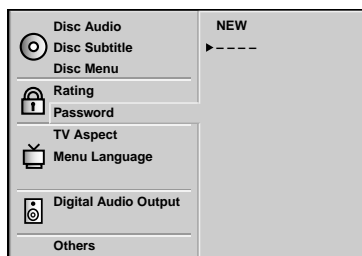 Disc Audio
Disc Subtitle
Disc Menu
Rating
Password
TV Aspect
Menu Language
Digital Audio Output
Others
NEW
▶– – – –